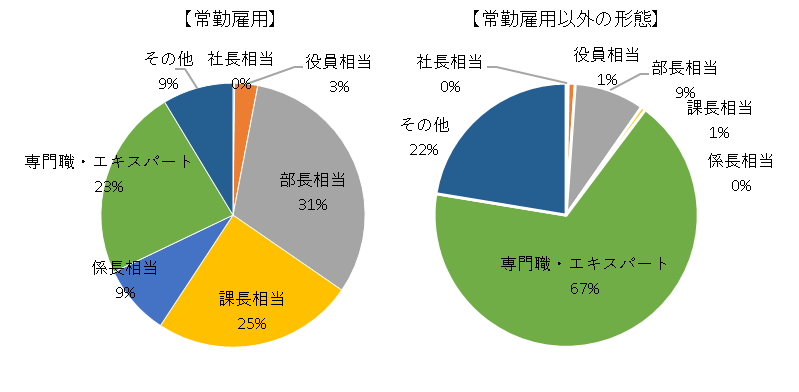 【常勤雇用】
その他
9%
社長相当
0%
役員相当
3%
部長相当
31%
課長相当
25%
係長相当
9%
専門職・エキスパート
23%
【常勤雇用以外の形態】
社長相当
0%
役員相当
1%
部長相当
9%
課長相当
1%
係長相当
0%
専門職・エキスパート
67%
その他
22%